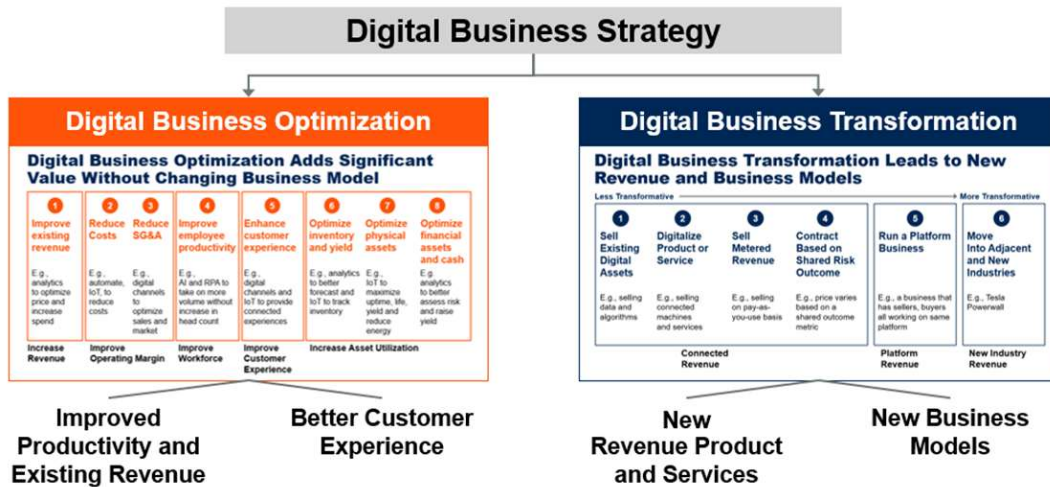 Digital Business Strategy
Digital Business Optimization
Digital Business Optimization Adds Significant
Value Without Changing Business Model
1
Improve
existing
revenue
E.g.,
analytics
to optimize
price and
increase
spend
2
Reduce
Costs
E.g.,
automate,
IoT, to
reduce
costs
3
Reduce
SG&A
E.g.,
digital
channels
to
optimize
sales and
market
4
Improve
employee
productivity
E.g.,
AI and RPA to
take on more
volume without
increase in
head count
5
Enhance
customer
experience
E.g.,
digital
channels and
IoT to provide
connected
experiences
6
Optimize
inventory
and yield
E.g., analytics
to better
forecast and
IoT to track
inventory
7
Optimize
physical
assets
E.g.,
IoT to
maximize
uptime, life,
yield and
reduce
energy
8
Optimize
financial
assets
and cash
E.g.
analytics
to better
assess risk
and raise
yield
Increase
Revenue
Improve
Operating Margin
Improve
Workforce
Improve
Customer
Experience
Increase Asset Utilization
Improved
Productivity and
Existing Revenue
Better Customer
Experience
Digital Business Transformation
Digital Business Transformation Leads to New
Revenue and Business Models
Less Transformative
More Transformative
1
Sell
Existing
Digital
Assets
E.g., selling
data and
algorithms
2
Digitalize
Product or
Service
E.g., selling
connected
machines
and services
3
Sell
Metered
Revenue
E.g., selling
on pay-as-
you-use basis
4
Contract
Based on
Shared Risk
Outcome
E.g., price varies
based on a
shared outcome
metric
5
Run a Platform
Business
E.g., a business that
has sellers, buyers
all working on same
platform
6
Move
Into Adjacent
and New
Industries
E.g., Tesla
Powerwall
Connected
Revenue
Platform
Revenue
New Industry
Revenue
New
Revenue Product
and Services
New Business
Models